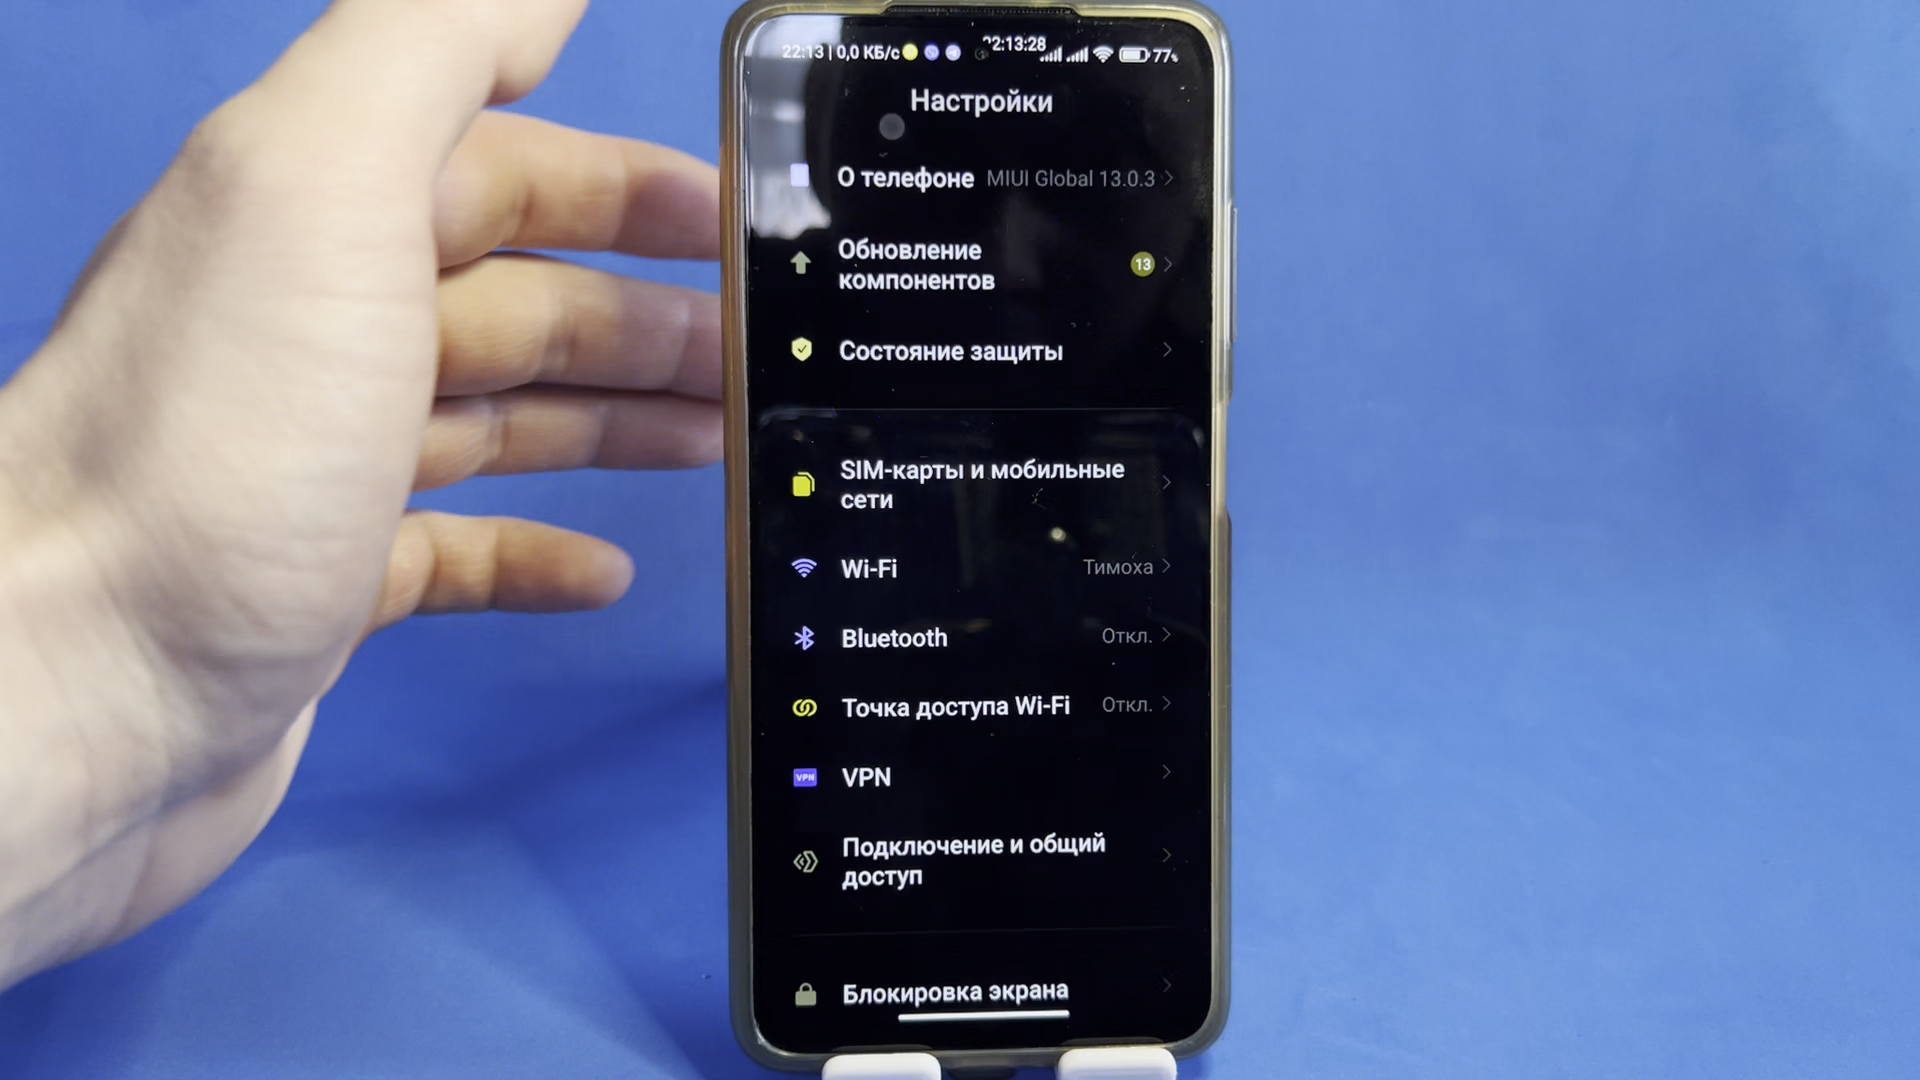 22:13 | 0,0 КБ/с 22:13:28 77%
Настройки
О телефоне MIUI Global 13.0.3
Обновление
компонентов 13
Состояние защиты
SIM-карты и мобильные
сети
Wi-Fi Тимоха
Bluetooth Откл.
Точка доступа Wi-Fi Откл.
VPN VPN
Подключение и общий
доступ
Блокировка экрана